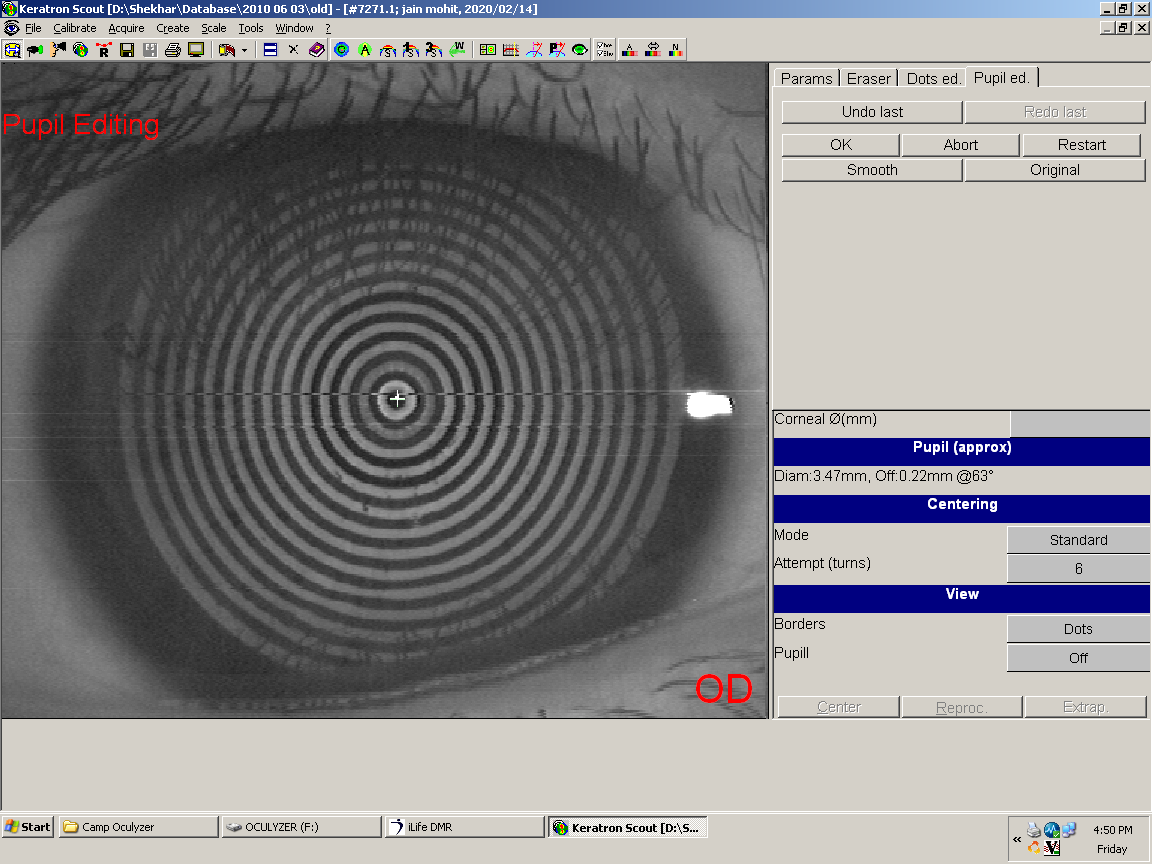 Keratron Scout [D:\Shekhar\Database\2010 06 03\old] - [#7271.1; jain mohit, 2020/02/14]
File Calibrate Acquire Create Scale Tools Window ?
Pupil Editing
OD
Params Eraser Dots ed. Pupil ed.
Undo last Redo last
OK Abort Restart
Smooth Original
Corneal Ø(mm)
Pupil (approx)
Diam:3.47mm, Off:0.22mm @63°
Centering
Mode Standard
Attempt (turns) 6
View
Borders Dots
Pupill Off
Center Reproc. Extrap.
Start Camp Oculyzer OCULYZER (F:) iLife DMR Keratron Scout [D:\S... « 4:50 PM
Friday